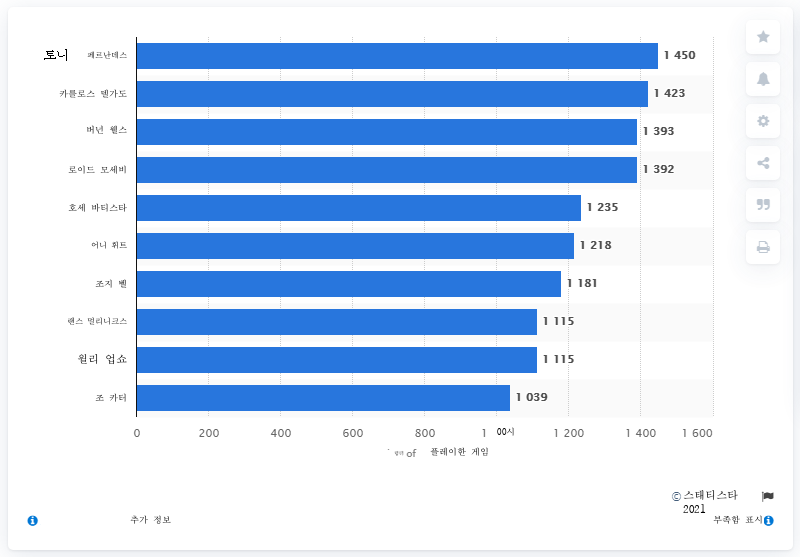 토니 페르난데스 1 450
카를로스 델가도 1 423
버넌 웰스 1 393
로이드 모세비 1 392
호세 바티스타 1 235
어니 휘트 1 218
조지 벨 1 181
랜스 멀리니크스 1 115
윌리 업쇼 1 115
조 카터 1 039
0 200 400 600 800 1 00시 1 200 1 400 1 600
of 플레이한 게임
© 스태티스타
2021
추가 정보 부족함 표시